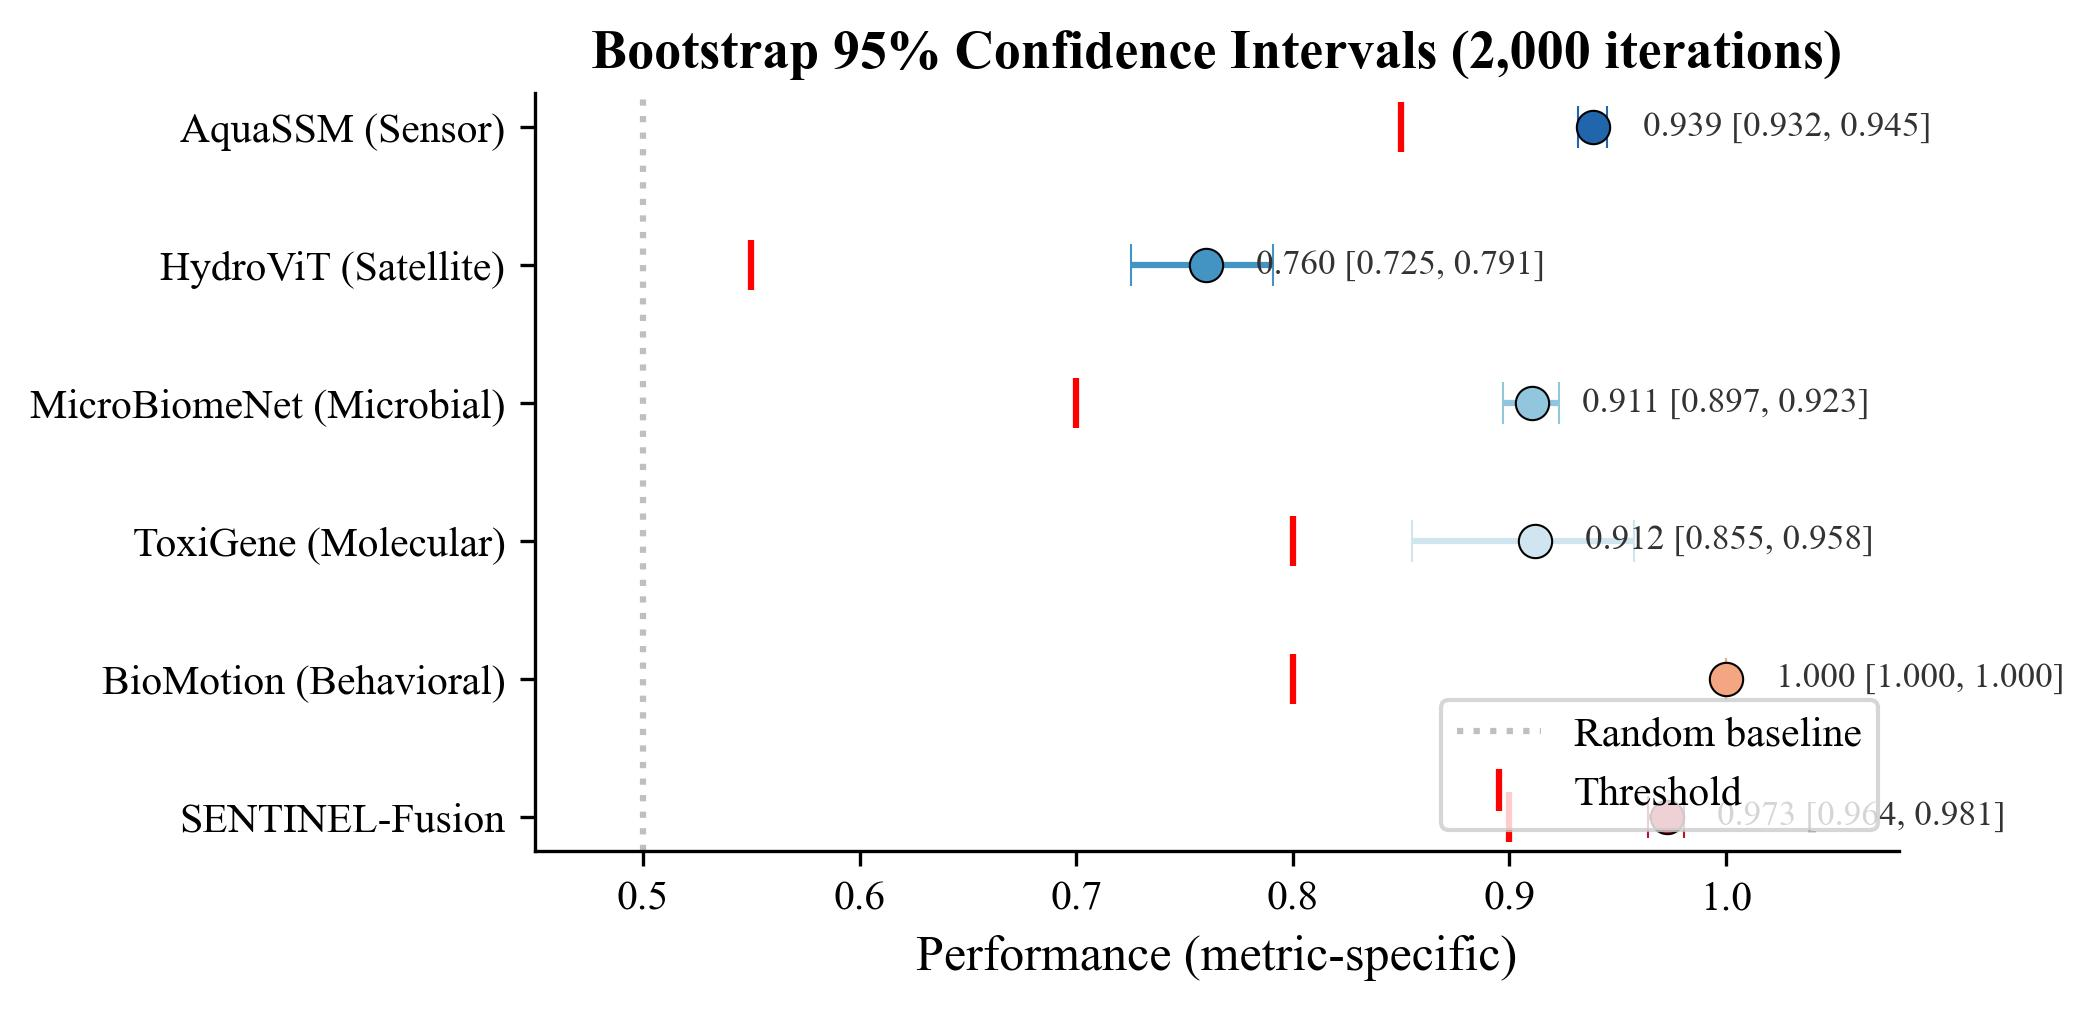 Bootstrap 95% Confidence Intervals (2,000 iterations)
AquaSSM (Sensor)
0.939 [0.932, 0.945]
HydroViT (Satellite)
0.760 [0.725, 0.791]
MicroBiomeNet (Microbial)
0.911 [0.897, 0.923]
ToxiGene (Molecular)
0.912 [0.855, 0.958]
BioMotion (Behavioral)
1.000 [1.000, 1.000]
Random baseline
Threshold
SENTINEL-Fusion
0.973 [0.964, 0.981]
0.5 0.6 0.7 0.8 0.9 1.0
Performance (metric-specific)